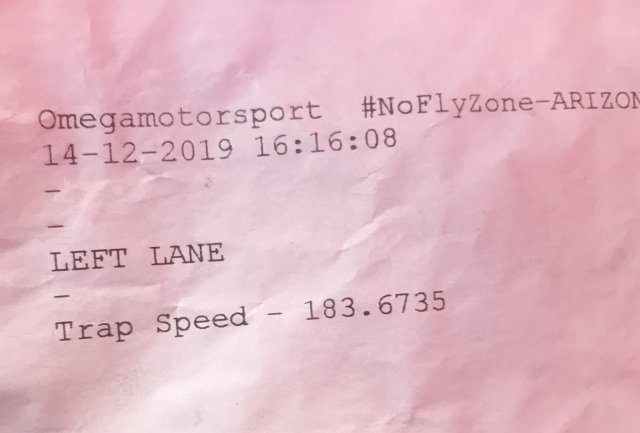 Omegamotorsport #NoFlyZone-ARIZON
14-12-2019 16:16:08
-
-
LEFT LANE
-
Trap Speed - 183.6735